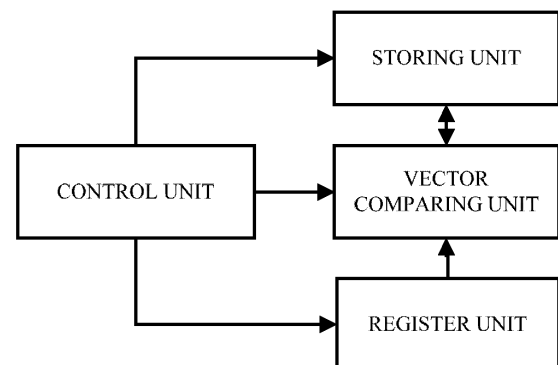 STORING UNIT
CONTROL UNIT
VECTOR
COMPARING UNIT
REGISTER UNIT